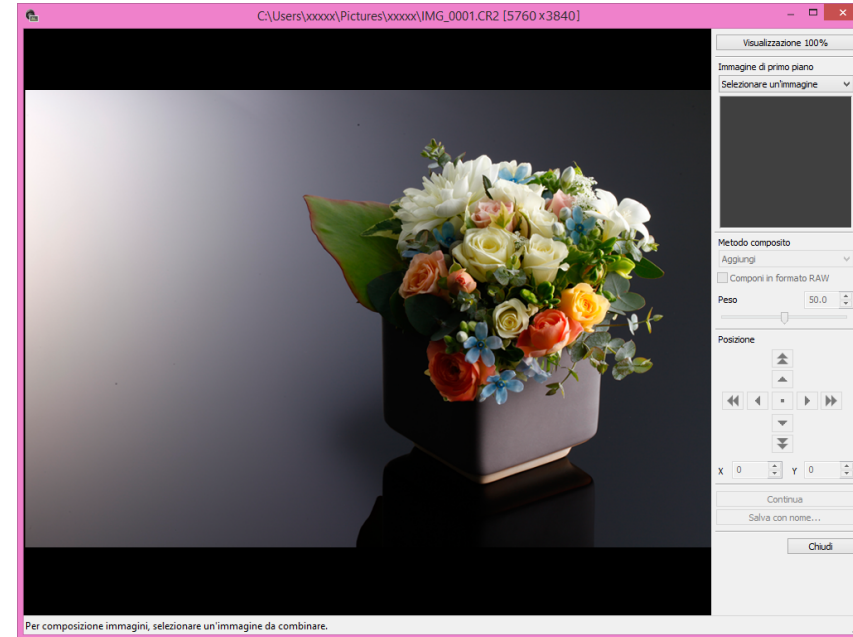 C:\Users\xxxxx\Pictures\xxxxx\IMG_0001.CR2 [5760 x3840]
Visualizzazione 100%
Immagine di primo piano
Selezionare un'immagine
Metodo composito
Aggiungi
Componi in formato RAW
Peso 50.0
Posizione
X 0 Y 0
Continua
Salva con nome...
Chiudi
Per composizione immagini, selezionare un'immagine da combinare.